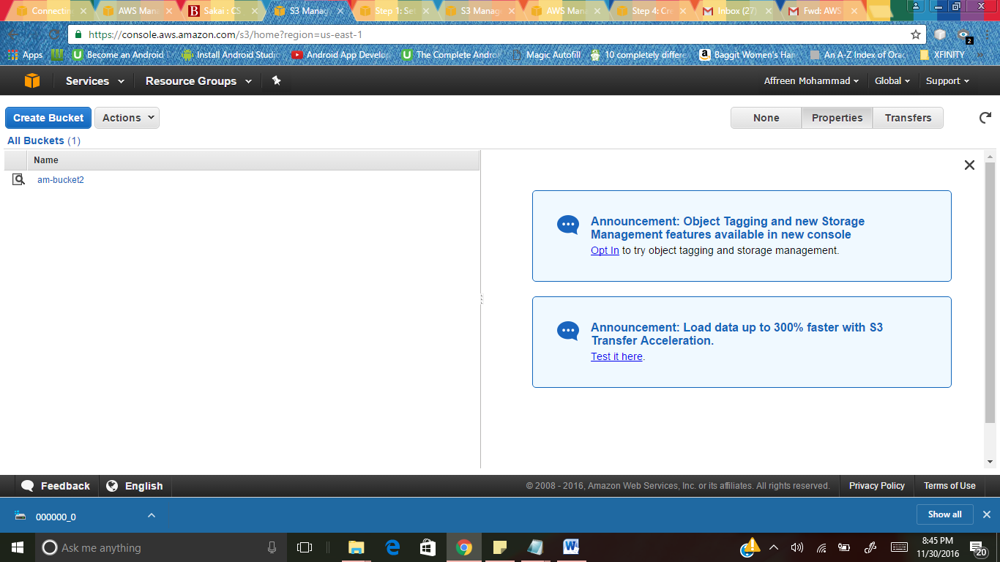 Connectin
AWS Man
Sakai : CS
S3 Manag
Step 1: Set
S3 Manag
AWS Man
Step 4: Cre
Inbox (27)
Fwd: AWS
https://console.aws.amazon.com/s3/home?region=us-east-1
2
Apps
Become an Android D
Install Android Studio
Android App Develop
The Complete Androi
Magic Autofill
10 completely differe
Baggit Women's Han
An A-Z Index of Orac
XFINITY
»
Services
Resource Groups
Affreen Mohammad
Global
Support
Create Bucket
Actions
None
Properties
Transfers
All Buckets (1)
Name
am-bucket2
Announcement: Object Tagging and new Storage
Management features available in new console
Opt In to try object tagging and storage management.
Announcement: Load data up to 300% faster with S3
Transfer Acceleration.
Test it here.
Feedback
English
© 2008 - 2016, Amazon Web Services, Inc. or its affiliates. All rights reserved.
Privacy Policy
Terms of Use
000000_0
Show all
Ask me anything
8:45 PM
11/30/2016
20